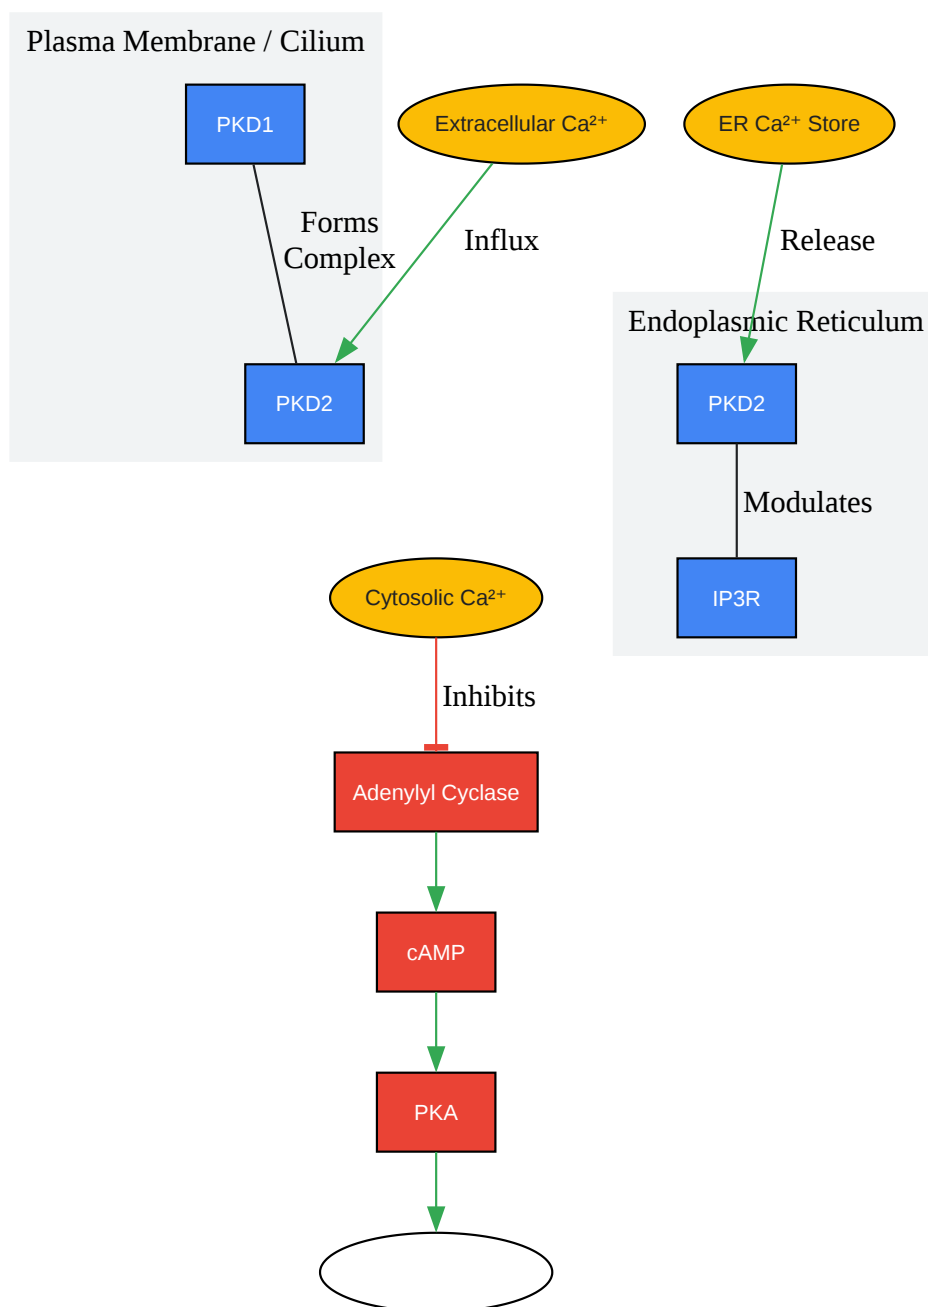 Plasma Membrane / Cilium
PKD1
Extracellular Ca²⁺
ER Ca²⁺ Store
Forms
Complex
Influx
Release
Endoplasmic Reticulum
PKD2
PKD2
Modulates
Cytosolic Ca²⁺
IP3R
Inhibits
Adenylyl Cyclase
cAMP
PKA